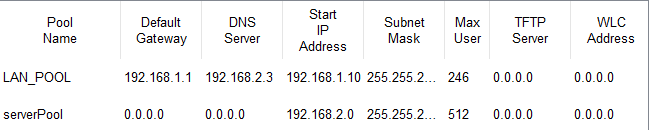 Pool Name Default Gateway DNS Server Start IP Address Subnet Mask Max User TFTP Server WLC Address
LAN_POOL 192.168.1.1 192.168.2.3 192.168.1.10 255.255.2... 246 0.0.0.0 0.0.0.0
serverPool 0.0.0.0 0.0.0.0 192.168.2.0 255.255.2... 512 0.0.0.0 0.0.0.0